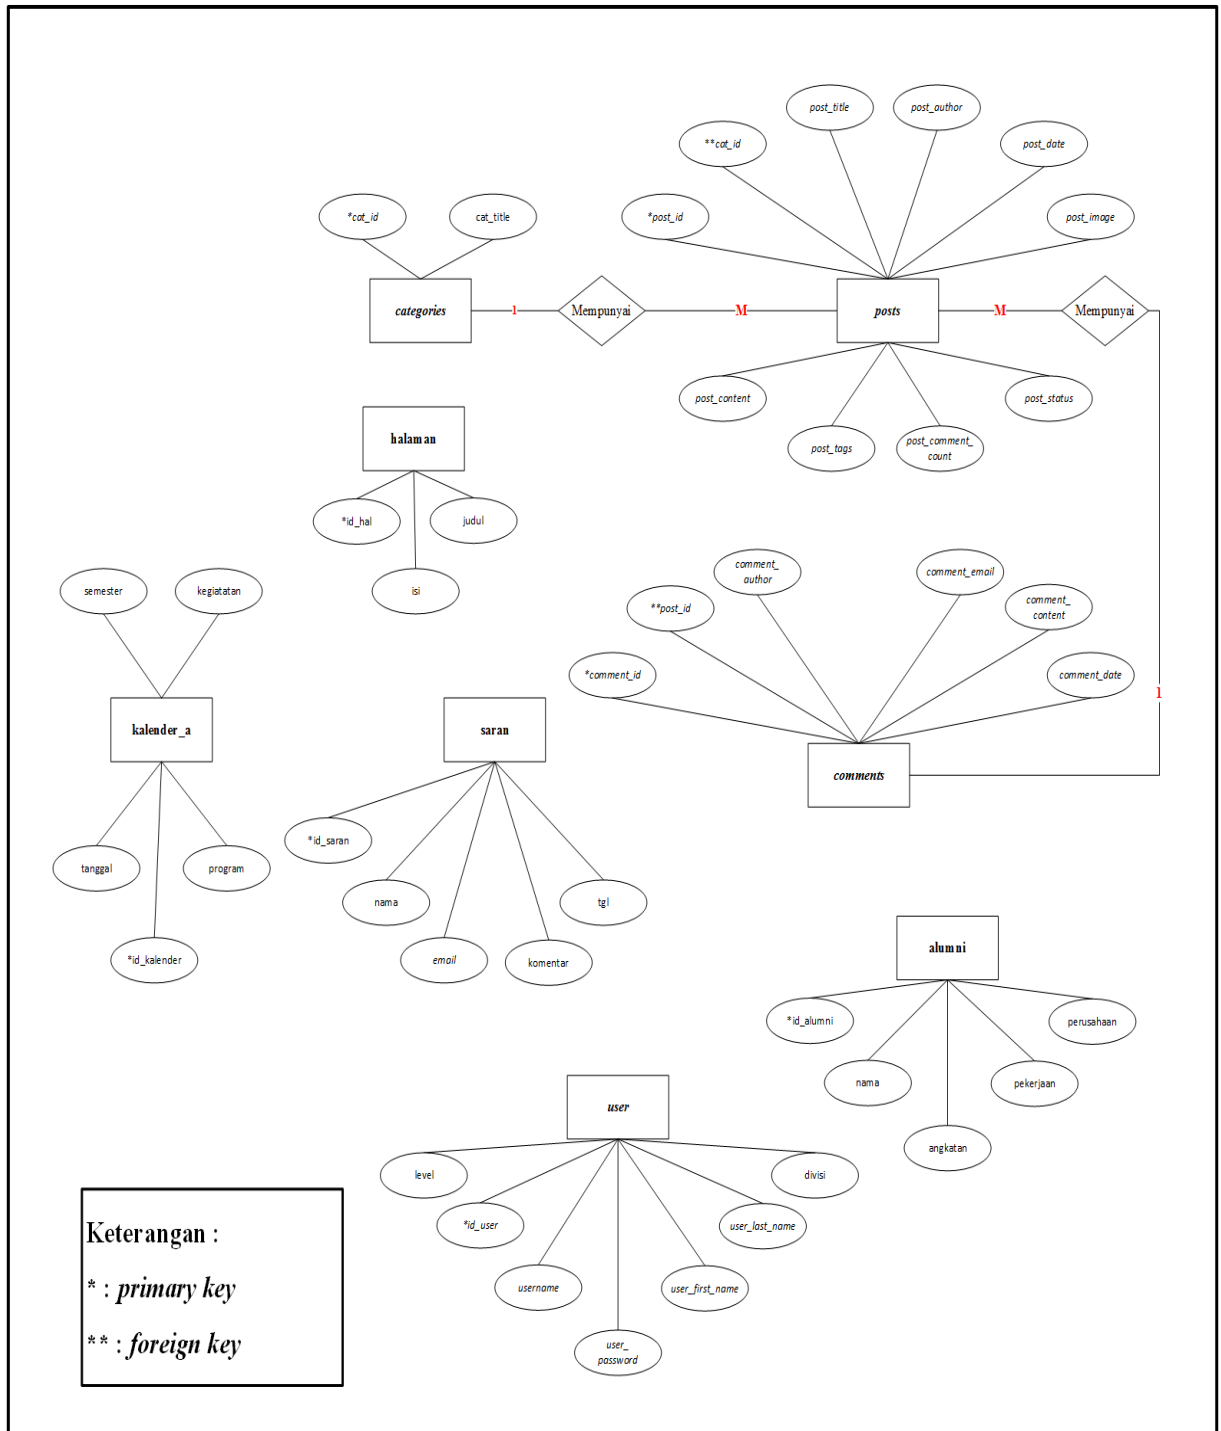 post_title
post_author
**cat_id
post_date
*cat_id
cat_title
*post_id
post_image
categories
1
Mempunyai
M
posts
M
Mempunyai
post_content
post_status
post_tags
post_comment_
count
halaman
*id_hal
judul
isi
semester
kegiatatan
comment_
author
comment_email
**post_id
comment_
content
*comment_id
comment_date
1
kalender_a
saran
comments
*id_saran
tanggal
program
nama
tgl
*id_kalender
email
komentar
alumni
*id_alumni
perusahaan
nama
pekerjaan
angkatan
user
level
divisi
*id_user
user_last_name
username
user_first_name
user_
password
Keterangan :
* : primary key
** : foreign key